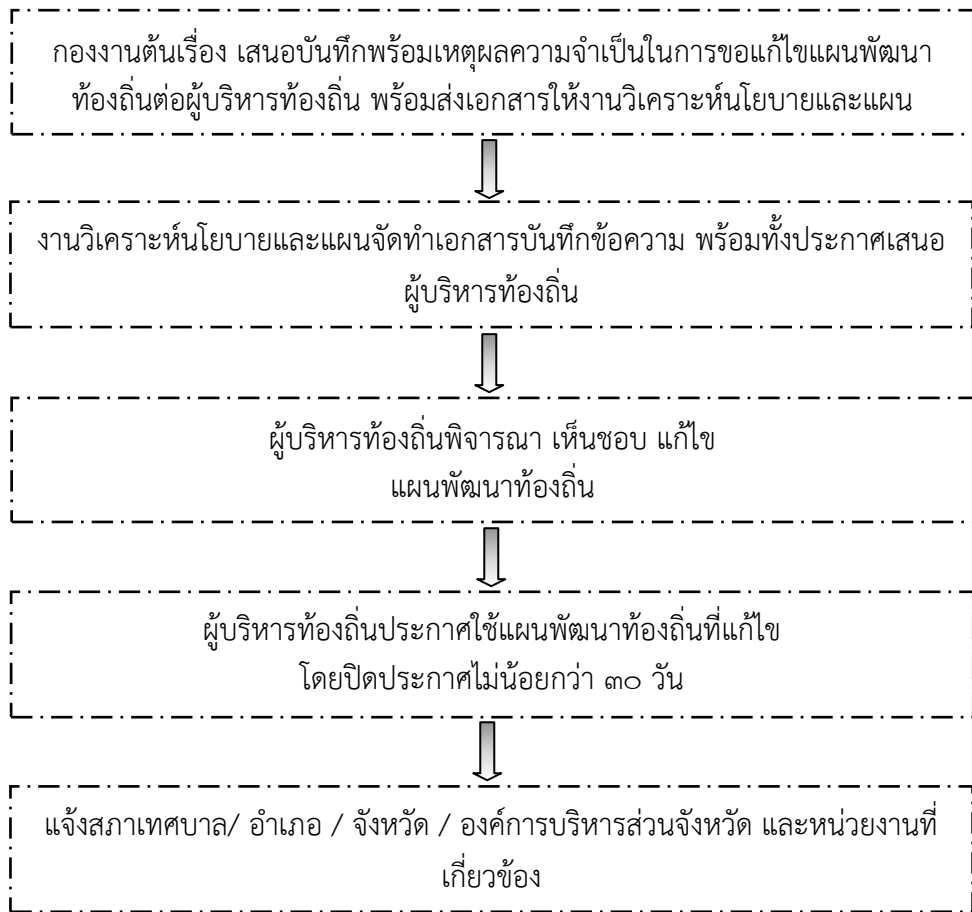 กองงานต้นเรื่อง เสนอบันทึกพร้อมเหตุผลความจำเป็นในการขอแก้ไขแผนพัฒนา
ท้องถิ่นต่อผู้บริหารท้องถิ่น พร้อมส่งเอกสารให้งานวิเคราะห์นโยบายและแผน
งานวิเคราะห์นโยบายและแผนจัดทำเอกสารบันทึกข้อความ พร้อมทั้งประกาศเสนอ
ผู้บริหารท้องถิ่น
ผู้บริหารท้องถิ่นพิจารณา เห็นชอบ แก้ไข
แผนพัฒนาท้องถิ่น
ผู้บริหารท้องถิ่นประกาศใช้แผนพัฒนาท้องถิ่นที่แก้ไข
โดยปิดประกาศไม่น้อยกว่า ๓๐ วัน
แจ้งสภาเทศบาล/ อำเภอ / จังหวัด / องค์การบริหารส่วนจังหวัด และหน่วยงานที่
เกี่ยวข้อง